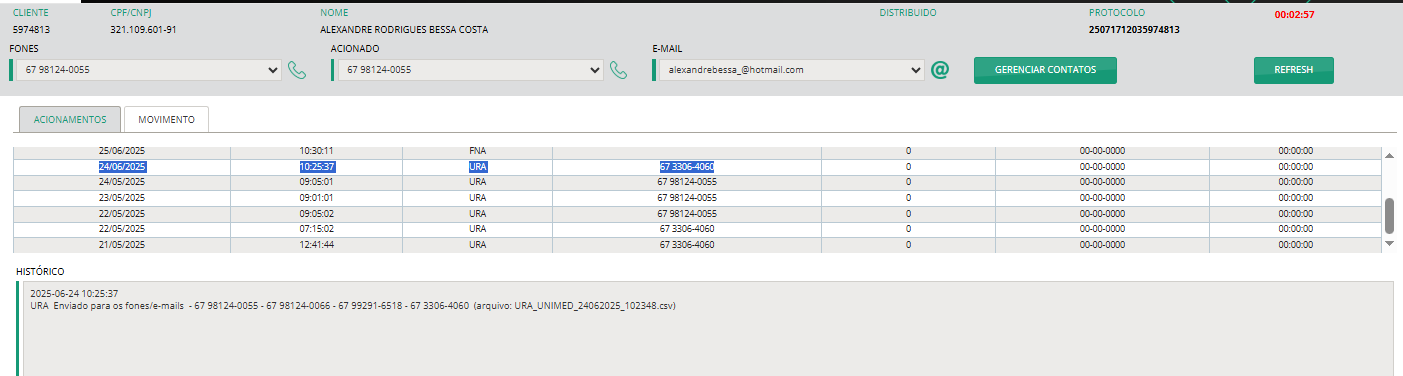 CLIENTE CPF/CNPJ NOME DISTRIBUIDO PROTOCOLO 00:02:57
5974813 321.109.601-91 ALEXANDRE RODRIGUES BESSA COSTA 25071712035974813
FONES ACIONADO E-MAIL
67 98124-0055 67 98124-0055 alexandrebessa_@hotmail.com @ GERENCIAR CONTATOS REFRESH
ACIONAMENTOS MOVIMENTO
25/06/2025 10:30:11 FNA 0 00-00-0000 00:00:00
24/06/2025 10:25:37 URA 67 3306-4060 0 00-00-0000 00:00:00
24/05/2025 09:05:01 URA 67 98124-0055 0 00-00-0000 00:00:00
23/05/2025 09:01:01 URA 67 98124-0055 0 00-00-0000 00:00:00
22/05/2025 09:05:02 URA 67 98124-0055 0 00-00-0000 00:00:00
22/05/2025 07:15:02 URA 67 3306-4060 0 00-00-0000 00:00:00
21/05/2025 12:41:44 URA 67 3306-4060 0 00-00-0000 00:00:00
HISTÓRICO
2025-06-24 10:25:37
URA Enviado para os fones/e-mails - 67 98124-0055 - 67 98124-0066 - 67 99291-6518 - 67 3306-4060 (arquivo: URA_UNIMED_24062025_102348.csv)